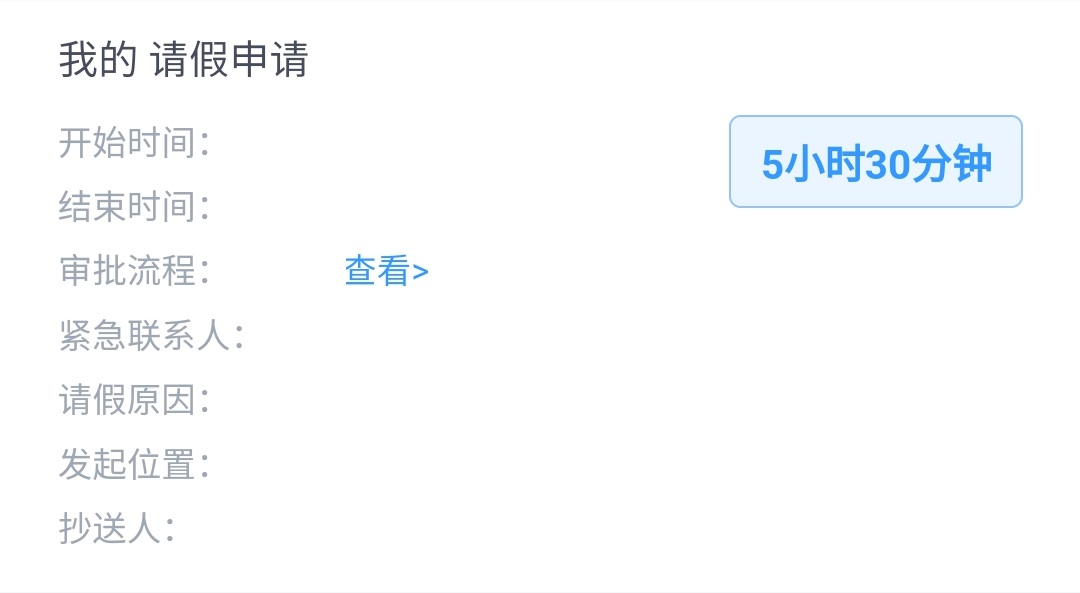 我的 请假申请
开始时间：
5小时30分钟
结束时间：
审批流程： 查看>
紧急联系人：
请假原因：
发起位置：
抄送人：